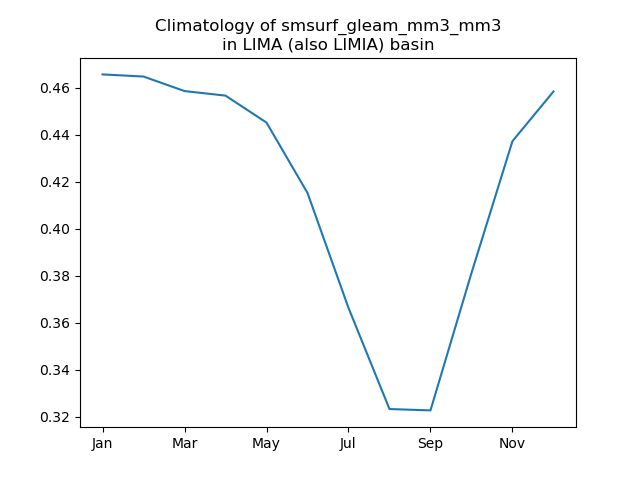 Climatology of smsurf_gleam_mm3_mm3
in LIMA (also LIMIA) basin
0.46
0.44
0.42
0.40
0.38
0.36
0.34
0.32
Jan Mar May Jul Sep Nov